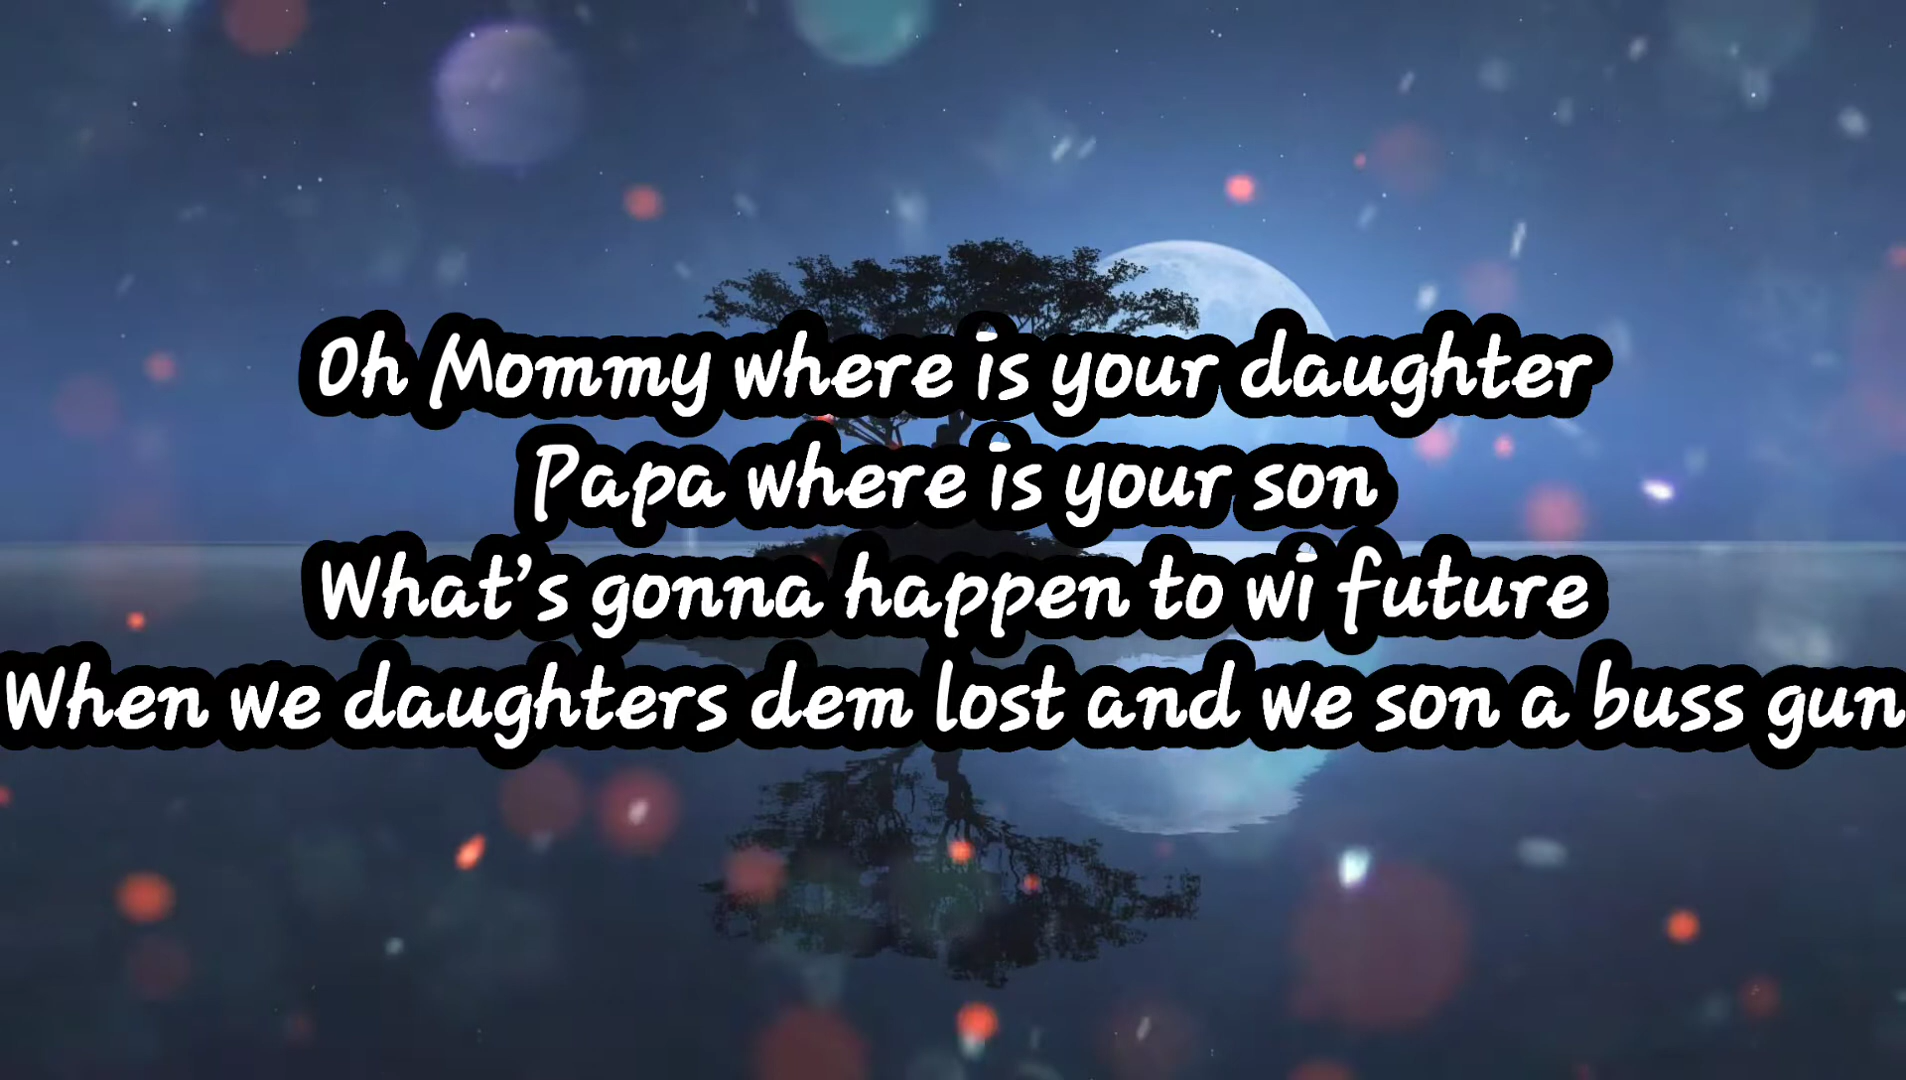 Oh Mommy where is your daughter
Papa where is your son
What's gonna happen to wi future
When we daughters dem lost and we son a buss gun